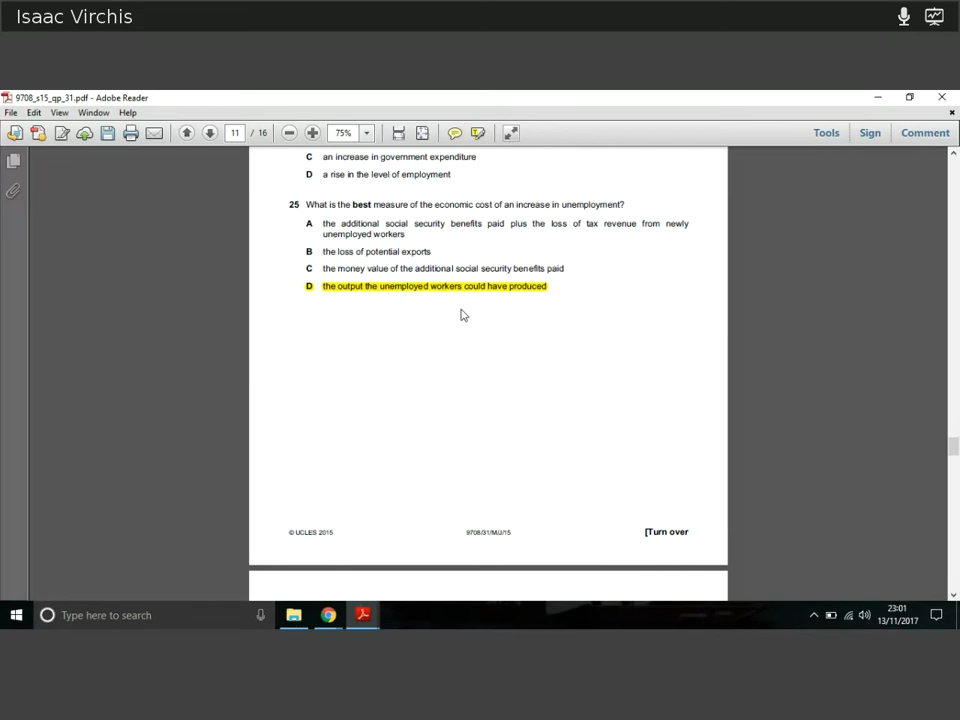 Isaac Virchis
9708_s15_qp_31.pdf - Adobe Reader
File Edit View Window Help
11 / 16 75% Tools Sign Comment
C an increase in government expenditure
D a rise in the level of employment
25 What is the best measure of the economic cost of an increase in unemployment?
A the additional social security benefits paid plus the loss of tax revenue from newly
unemployed workers
B the loss of potential exports
C the money value of the additional social security benefits paid
D the output the unemployed workers could have produced
© UCLES 2015 9708/31/M/J/15 [Turn over
Type here to search
23:01
13/11/2017